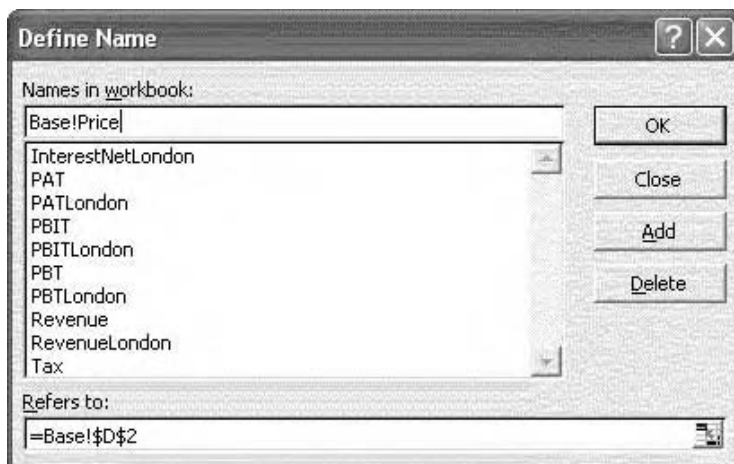 Define Name
Names in workbook:
Base!Price
OK
InterestNetLondon
PAT
PATLondon
PBIT
PBITLondon
PBT
PBTLondon
Revenue
RevenueLondon
Tax
Close
Add
Delete
Refers to:
=Base!$D$2